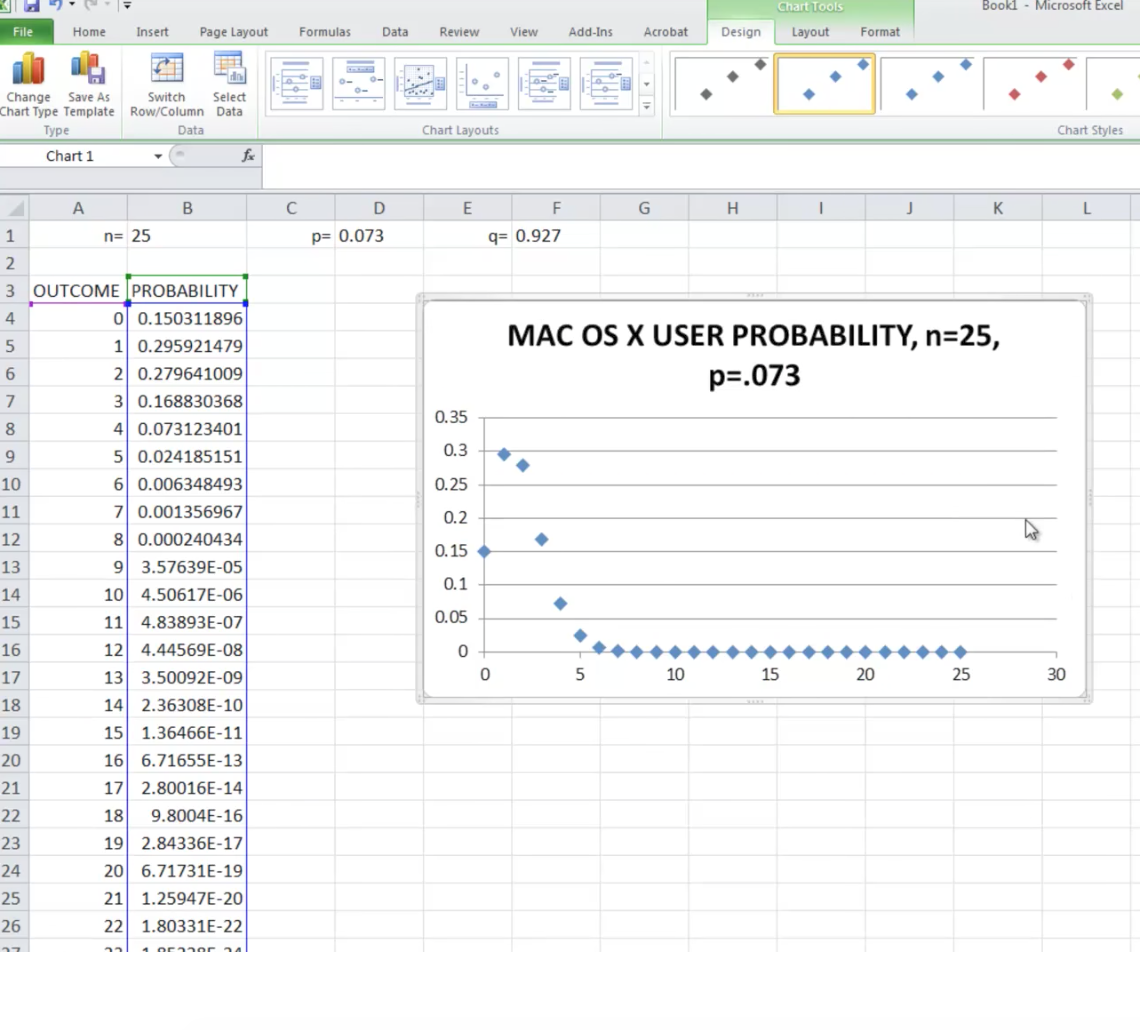 Chart Tools
Book1 - Microsoft Excel
File Home Insert Page Layout Formulas Data Review View Add-Ins Acrobat Design Layout Format
Change Chart Type
Save As Template
Switch Row/Column
Select Data
Type Data Chart Layouts Chart Styles
Chart 1 fx
A B C D E F G H I J K L
1 n= 25 p= 0.073 q= 0.927
2
3 OUTCOME PROBABILITY
4 0 0.150311896
5 1 0.295921479
6 2 0.279641009
7 3 0.168830368
8 4 0.073123401
9 5 0.024185151
10 6 0.006348493
11 7 0.001356967
12 8 0.000240434
13 9 3.57639E-05
14 10 4.50617E-06
15 11 4.83893E-07
16 12 4.44569E-08
17 13 3.50092E-09
18 14 2.36308E-10
19 15 1.36466E-11
20 16 6.71655E-13
21 17 2.80016E-14
22 18 9.8004E-16
23 19 2.84336E-17
24 20 6.71731E-19
25 21 1.25947E-20
26 22 1.80331E-22
MAC OS X USER PROBABILITY, n=25,
p=.073
0.35
0.3
0.25
0.2
0.15
0.1
0.05
0
0 5 10 15 20 25 30